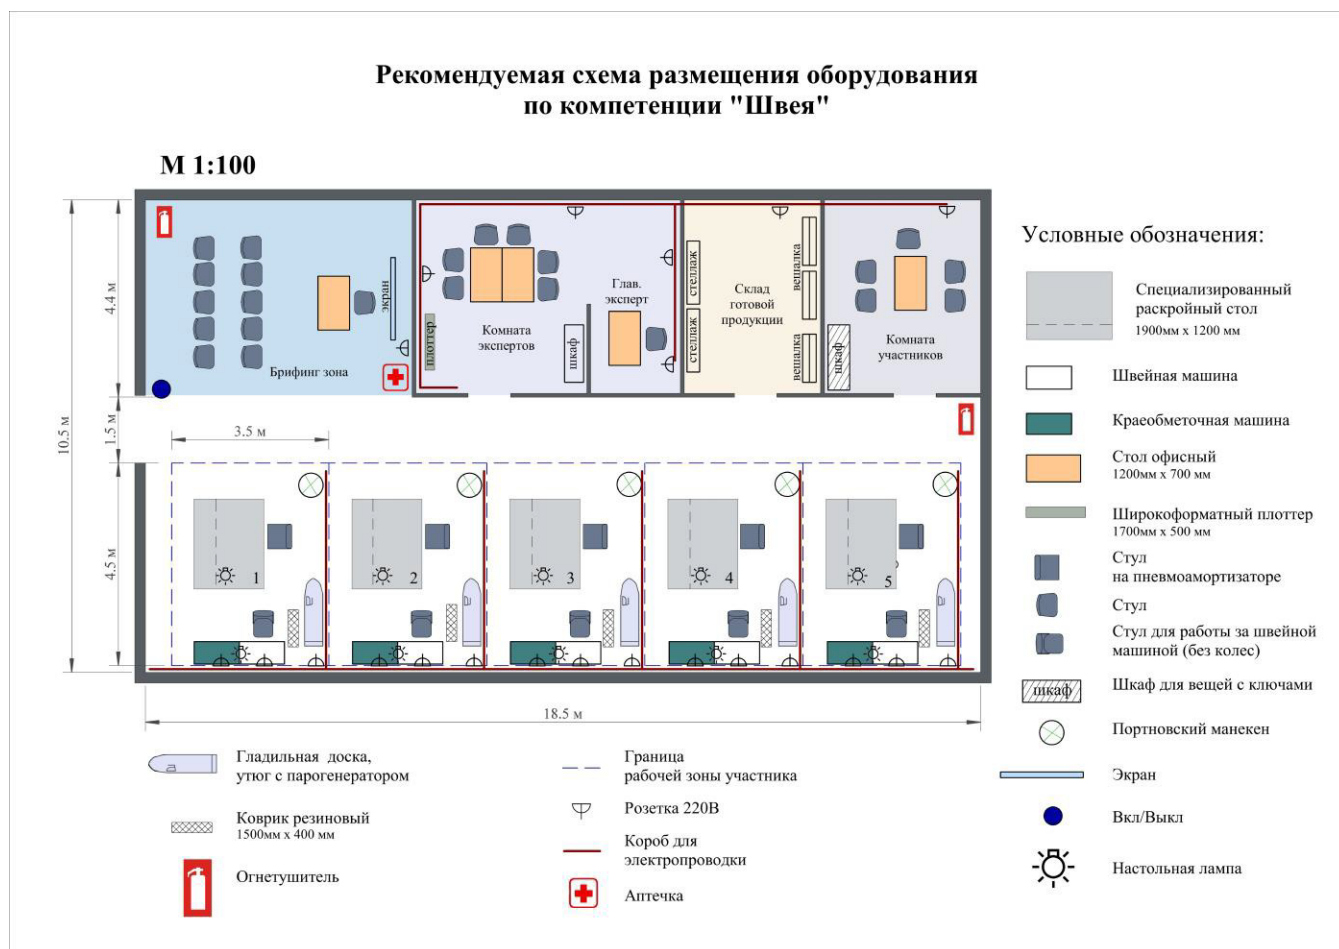 Рекомендуемая схема размещения оборудования
по компетенции "Швея"
М 1:100
10.5 м
4.4 м
1.5 м
4.5 м
3.5 м
18.5 м
экран
Брифинг зона
плоттер
Комната
экспертов
шкаф
Глав.
эксперт
стеллаж
стеллаж
Склад
готовой
продукции
вешалка
вешалка
шкаф
Комната
участников
1
2
3
4
5
Условные обозначения:
Специализированный
раскройный стол
1900мм х 1200 мм
Швейная машина
Краеобметочная машина
Стол офисный
1200мм х 700 мм
Широкоформатный плоттер
1700мм х 500 мм
Стул
на пневмоамортизаторе
Стул
Стул для работы за швейной
машиной (без колес)
шкаф
Шкаф для вещей с ключами
Портновский манекен
Экран
Вкл/Выкл
Настольная лампа
Гладильная доска,
утюг с парогенератором
Коврик резиновый
1500мм х 400 мм
Огнетушитель
Граница
рабочей зоны участника
Розетка 220В
Короб для
электропроводки
Аптечка